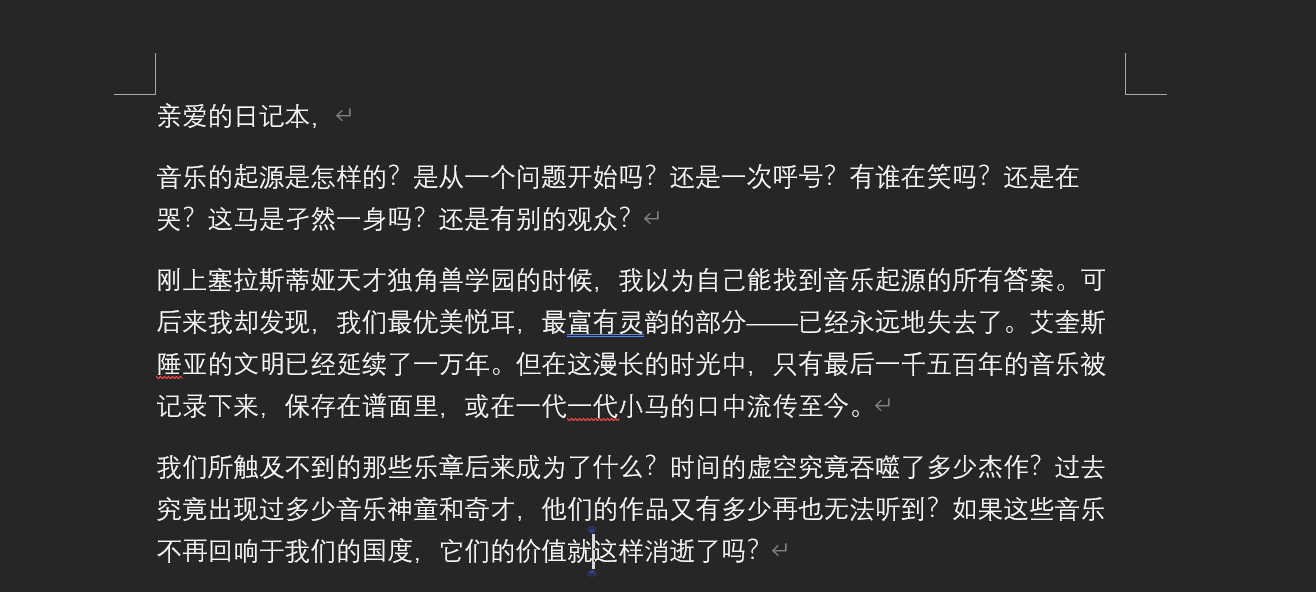 亲爱的日记本，
音乐的起源是怎样的？是从一个问题开始吗？还是一次呼号？有谁在笑吗？还是在
哭？这马是孑然一身吗？还是有别的观众？
刚上塞拉斯蒂娅天才独角兽学园的时候，我以为自己能找到音乐起源的所有答案。可
后来我却发现，我们最优美悦耳，最富有灵韵的部分——已经永远地失去了。艾奎斯
陲亚的文明已经延续了一万年。但在这漫长的时光中，只有最后一千五百年的音乐被
记录下来，保存在谱面里，或在一代一代小马的口中流传至今。
我们所触及不到的那些乐章后来成为了什么？时间的虚空究竟吞噬了多少杰作？过去
究竟出现过多少音乐神童和奇才，他们的作品又有多少再也无法听到？如果这些音乐
不再回响于我们的国度，它们的价值就这样消逝了吗？